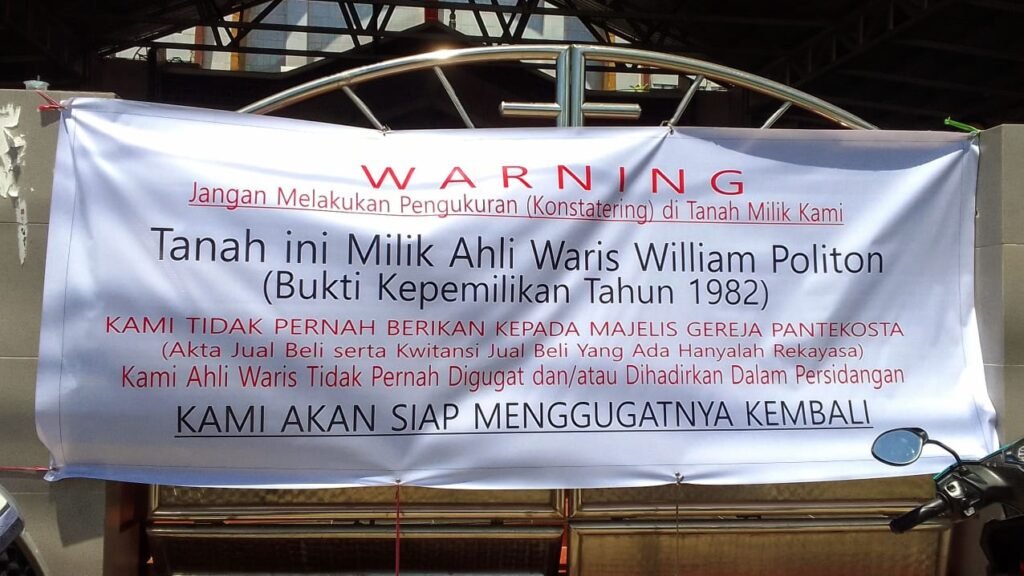 WARNING
Jangan Melakukan Pengukuran (Konstatering) di Tanah Milik Kami
Tanah ini Milik Ahli Waris William Politon
(Bukti Kepemilikan Tahun 1982)
KAMI TIDAK PERNAH BERIKAN KEPADA MAJELIS GEREJA PANTEKOSTA
(Akta Jual Beli serta Kwitansi Jual Beli Yang Ada Hanyalah Rekayasa)
Kami Ahli Waris Tidak Pernah Digugat dan/atau Dihadirkan Dalam Persidangan
KAMI AKAN SIAP MENGGUGATNYA KEMBALI